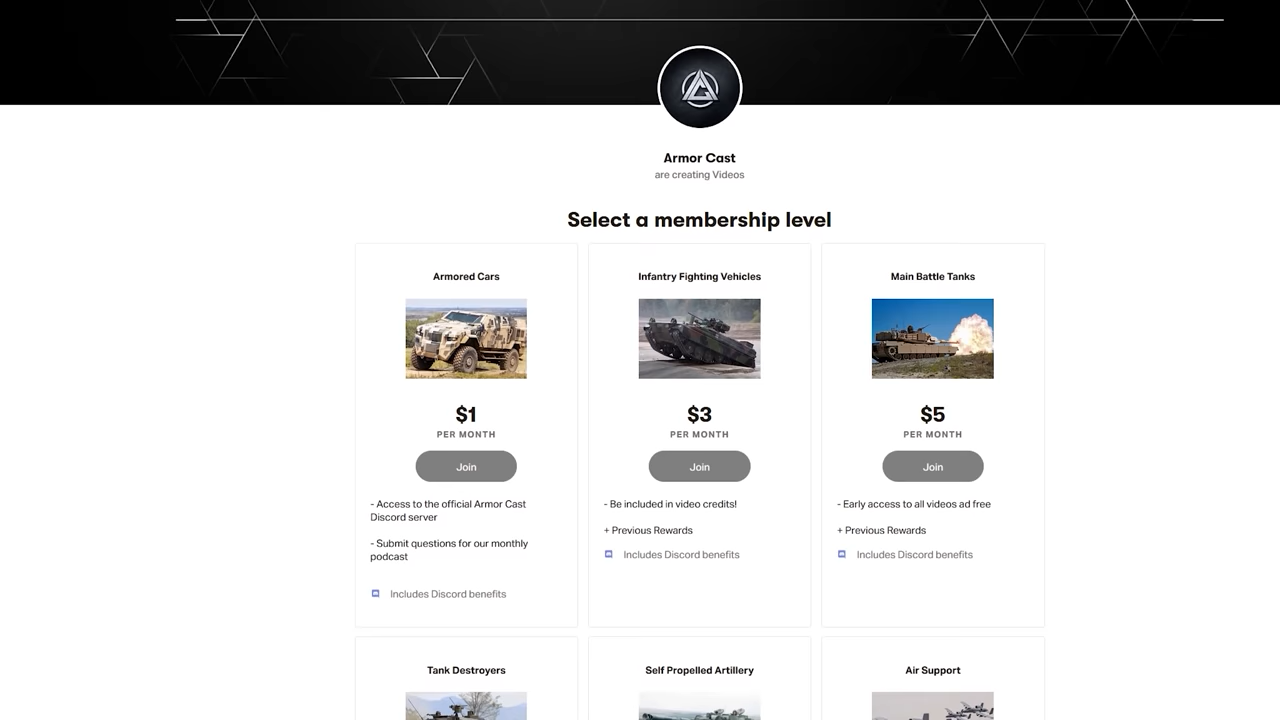 Armor Cast
are creating Videos
Select a membership level
Armored Cars
$1
PER MONTH
Join
- Access to the official Armor Cast
Discord server
- Submit questions for our monthly
podcast
Includes Discord benefits
Infantry Fighting Vehicles
$3
PER MONTH
Join
- Be included in video credits!
+ Previous Rewards
Includes Discord benefits
Main Battle Tanks
$5
PER MONTH
Join
- Early access to all videos ad free
+ Previous Rewards
Includes Discord benefits
Tank Destroyers
Self Propelled Artillery
Air Support